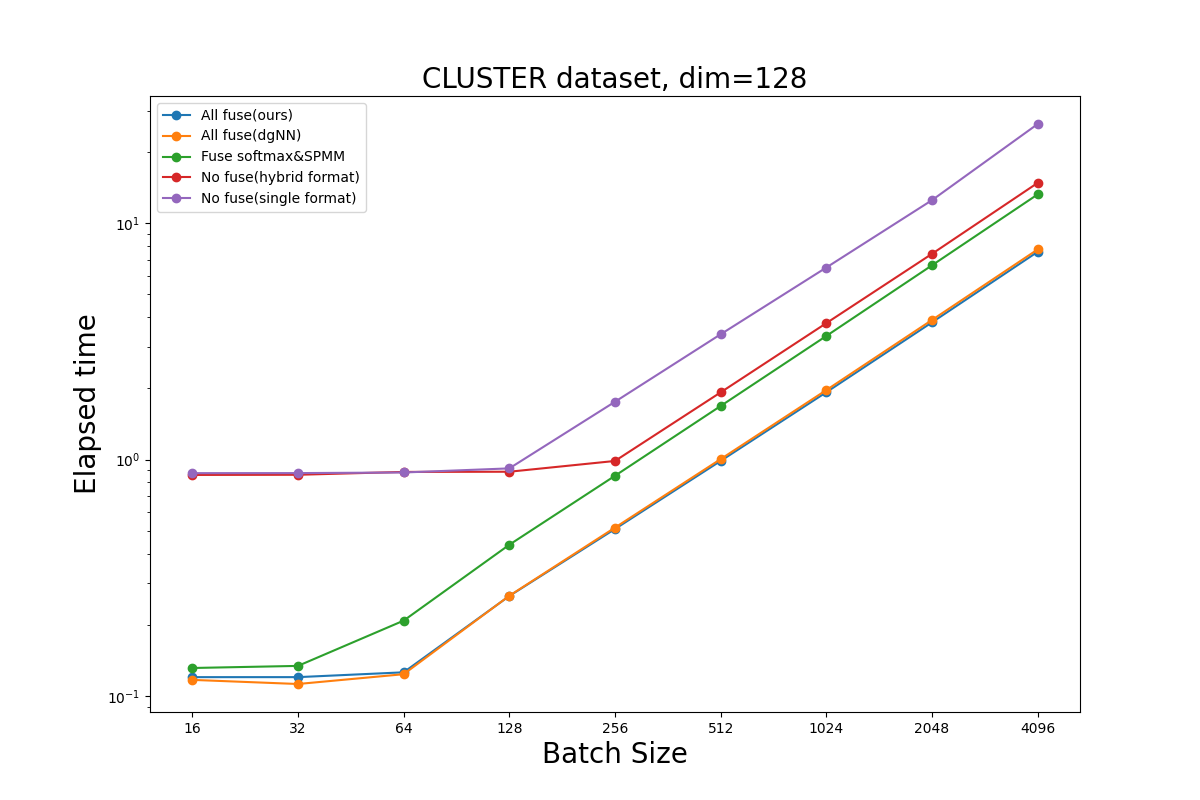 CLUSTER dataset, dim=128
All fuse(ours)
All fuse(dgNN)
Fuse softmax&SPMM
No fuse(hybrid format)
No fuse(single format)
Elapsed time
10¹
10⁰
10⁻¹
16 32 64 128 256 512 1024 2048 4096
Batch Size